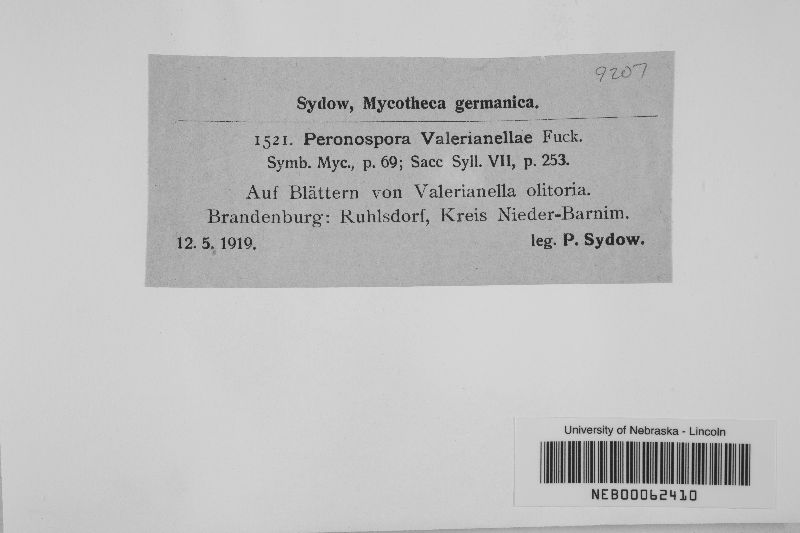 9207
Sydow, Mycotheca germanica.
1521. Peronospora Valerianellae Fuck.
Symb. Myc., p. 69; Sacc Syll. VII, p. 253.
Auf Blättern von Valerianella olitoria.
Brandenburg: Ruhlsdorf, Kreis Nieder-Barnim.
12. 5. 1919. leg. P. Sydow.
University of Nebraska - Lincoln
NEB00062410